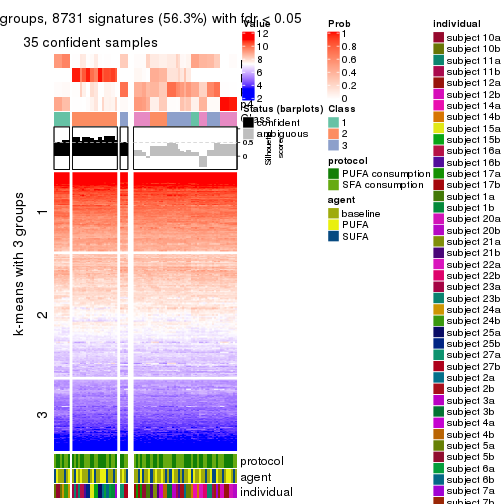 groups, 8731 signatures (56.3%) with fdr < 0.05
35 confident samples
k-means with 3 groups
1
2
3
Value
12
10
8
6
4
2
Prob
1
0.8
0.6
0.4
0.2
0
Status (barplots)
confident
ambiguous
Class
1
2
3
0.5
0
Silhouette
score
protocol
PUFA consumption
SFA consumption
agent
baseline
PUFA
SUFA
protocol
agent
individual
individual
subject 10a
subject 10b
subject 11a
subject 11b
subject 12a
subject 12b
subject 14a
subject 14b
subject 15a
subject 15b
subject 16a
subject 16b
subject 17a
subject 17b
subject 1a
subject 1b
subject 20a
subject 20b
subject 21a
subject 21b
subject 22a
subject 22b
subject 23a
subject 23b
subject 24a
subject 24b
subject 25a
subject 25b
subject 27a
subject 27b
subject 2a
subject 2b
subject 3a
subject 3b
subject 4a
subject 4b
subject 5a
subject 5b
subject 6a
subject 6b
subject 7a
subject 7b